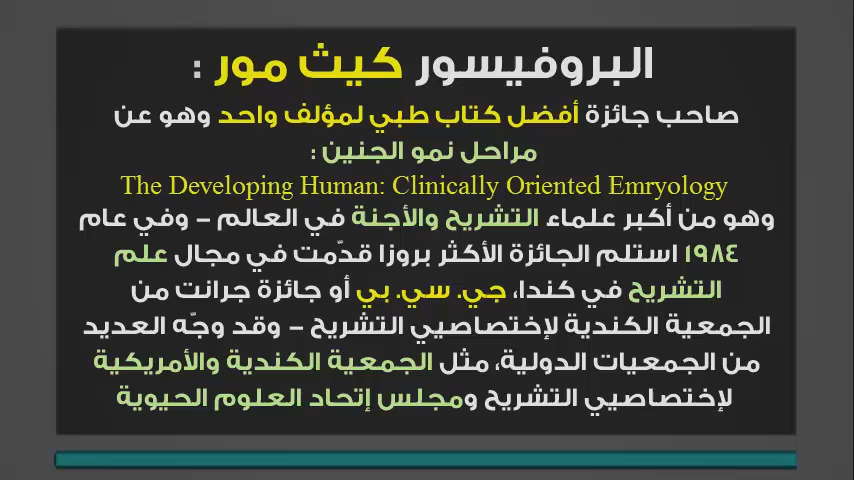 البروفيسور كيث مور :
صاحب جائزة أفضل كتاب طبي لمؤلف واحد وهو عن
مراحل نمو الجنين :
The Developing Human: Clinically Oriented Emryology
وهو من أكبر علماء التشريح والأجنة في العالم – وفي عام
١٩٨٤ استلم الجائزة الأكثر بروزا قدّمت في مجال علم
التشريح في كندا، جي. سي. بي أو جائزة جرانت من
الجمعية الكندية لإختصاصيي التشريح – وقد وجّه العديد
من الجمعيات الدولية، مثل الجمعية الكندية والأمريكية
لإختصاصيي التشريح ومجلس إتحاد العلوم الحيوية